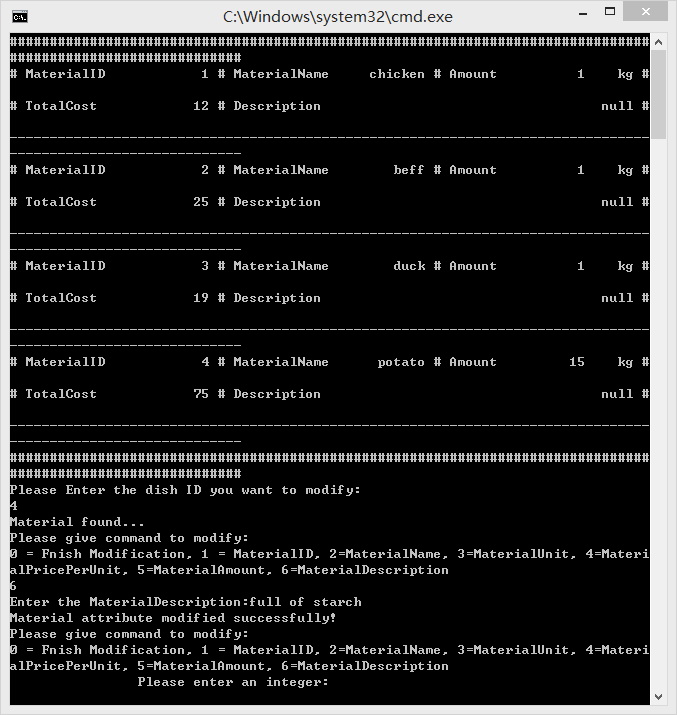 C:\Windows\system32\cmd.exe
################################################################################
#############################
# MaterialID            1 # MaterialName     chicken # Amount          1    kg #
# TotalCost            12 # Description                                   null #
--------------------------------------------------------------------------------
-----------------------------
# MaterialID            2 # MaterialName        beff # Amount          1    kg #
# TotalCost            25 # Description                                   null #
--------------------------------------------------------------------------------
-----------------------------
# MaterialID            3 # MaterialName        duck # Amount          1    kg #
# TotalCost            19 # Description                                   null #
--------------------------------------------------------------------------------
-----------------------------
# MaterialID            4 # MaterialName      potato # Amount         15    kg #
# TotalCost            75 # Description                                   null #
--------------------------------------------------------------------------------
-----------------------------
################################################################################
#############################
Please Enter the dish ID you want to modify:
4
Material found...
Please give command to modify:
0 = Fnish Modification, 1 = MaterialID, 2=MaterialName, 3=MaterialUnit, 4=Materi
alPricePerUnit, 5=MaterialAmount, 6=MaterialDescription
6
Enter the MaterialDescription:full of starch
Material attribute modified successfully!
Please give command to modify:
0 = Fnish Modification, 1 = MaterialID, 2=MaterialName, 3=MaterialUnit, 4=Materi
alPricePerUnit, 5=MaterialAmount, 6=MaterialDescription
                Please enter an integer: